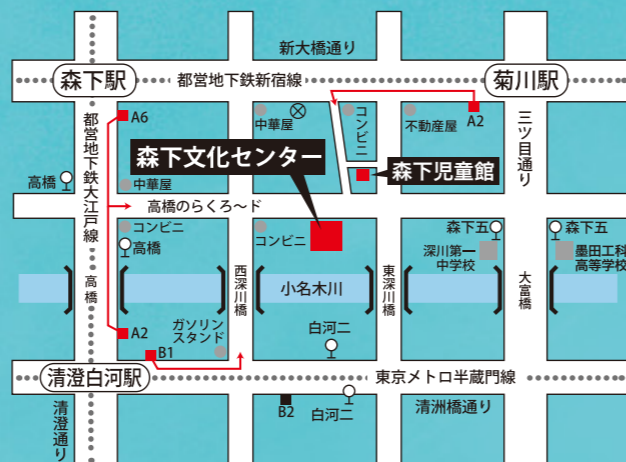 新大橋通り
森下駅
都営地下鉄新宿線
菊川駅
A6
中華屋
コンビニ
不動産屋
A2
三ツ目通り
都営地下鉄大江戸線
森下文化センター
森下児童館
高橋
中華屋
高橋のらくろ〜ド
コンビニ
高橋
コンビニ
森下五
森下五
深川第一
中学校
墨田工科
高等学校
高橋
西深川橋
小名木川
東深川橋
大富橋
A2
ガソリン
スタンド
B1
白河二
清澄白河駅
東京メトロ半蔵門線
清澄通り
B2
白河二
清洲橋通り